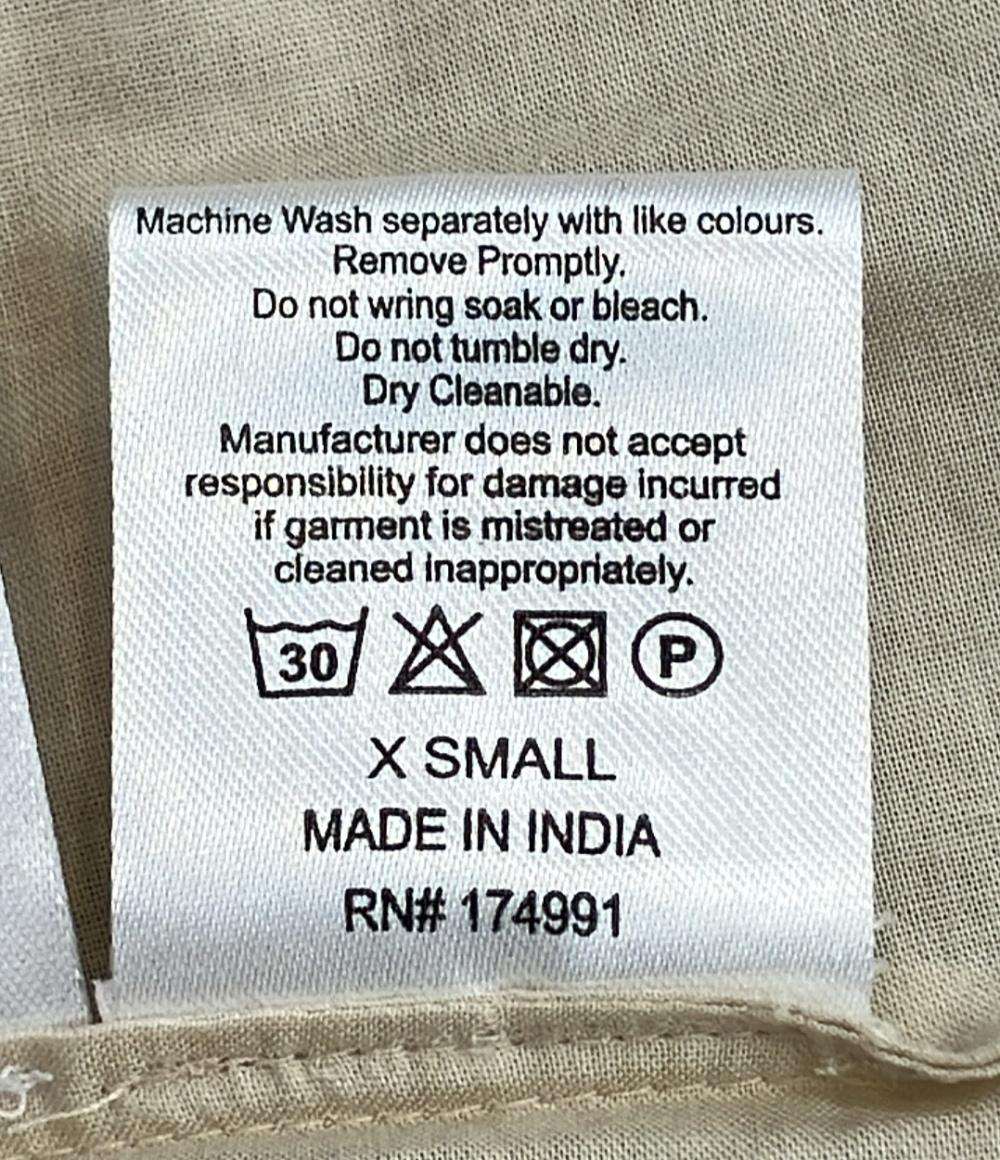 Machine Wash separately with like colours.
Remove Promptly.
Do not wring soak or bleach.
Do not tumble dry.
Dry Cleanable.
Manufacturer does not accept
responsibility for damage incurred
if garment is mistreated or
cleaned inappropriately.
30 P
X SMALL
MADE IN INDIA
RN# 174991